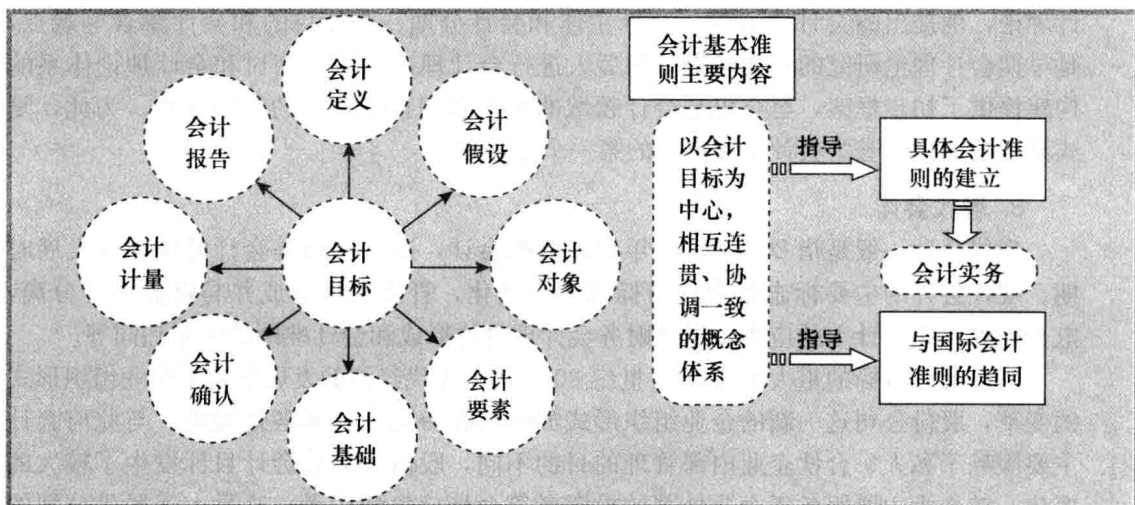 会计
定义
会计
假设
会计
对象
会计
要素
会计
基础
会计
确认
会计
计量
会计
报告
会计
目标
会计基本准
则主要内容
以会计
目标为
中心，
相互连
贯、协
调一致
的概念
体系
指导
具体会计准
则的建立
会计实务
指导
与国际会计
准则的趋同